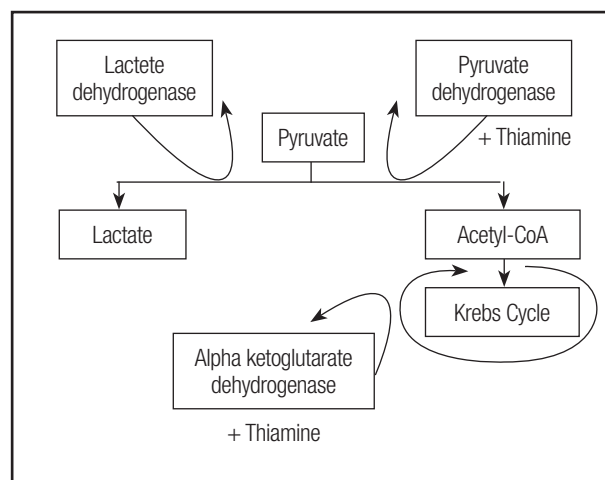 Lactete
dehydrogenase
Pyruvate
dehydrogenase
+ Thiamine
Pyruvate
Lactate
Acetyl-CoA
Krebs Cycle
Alpha ketoglutarate
dehydrogenase
+ Thiamine